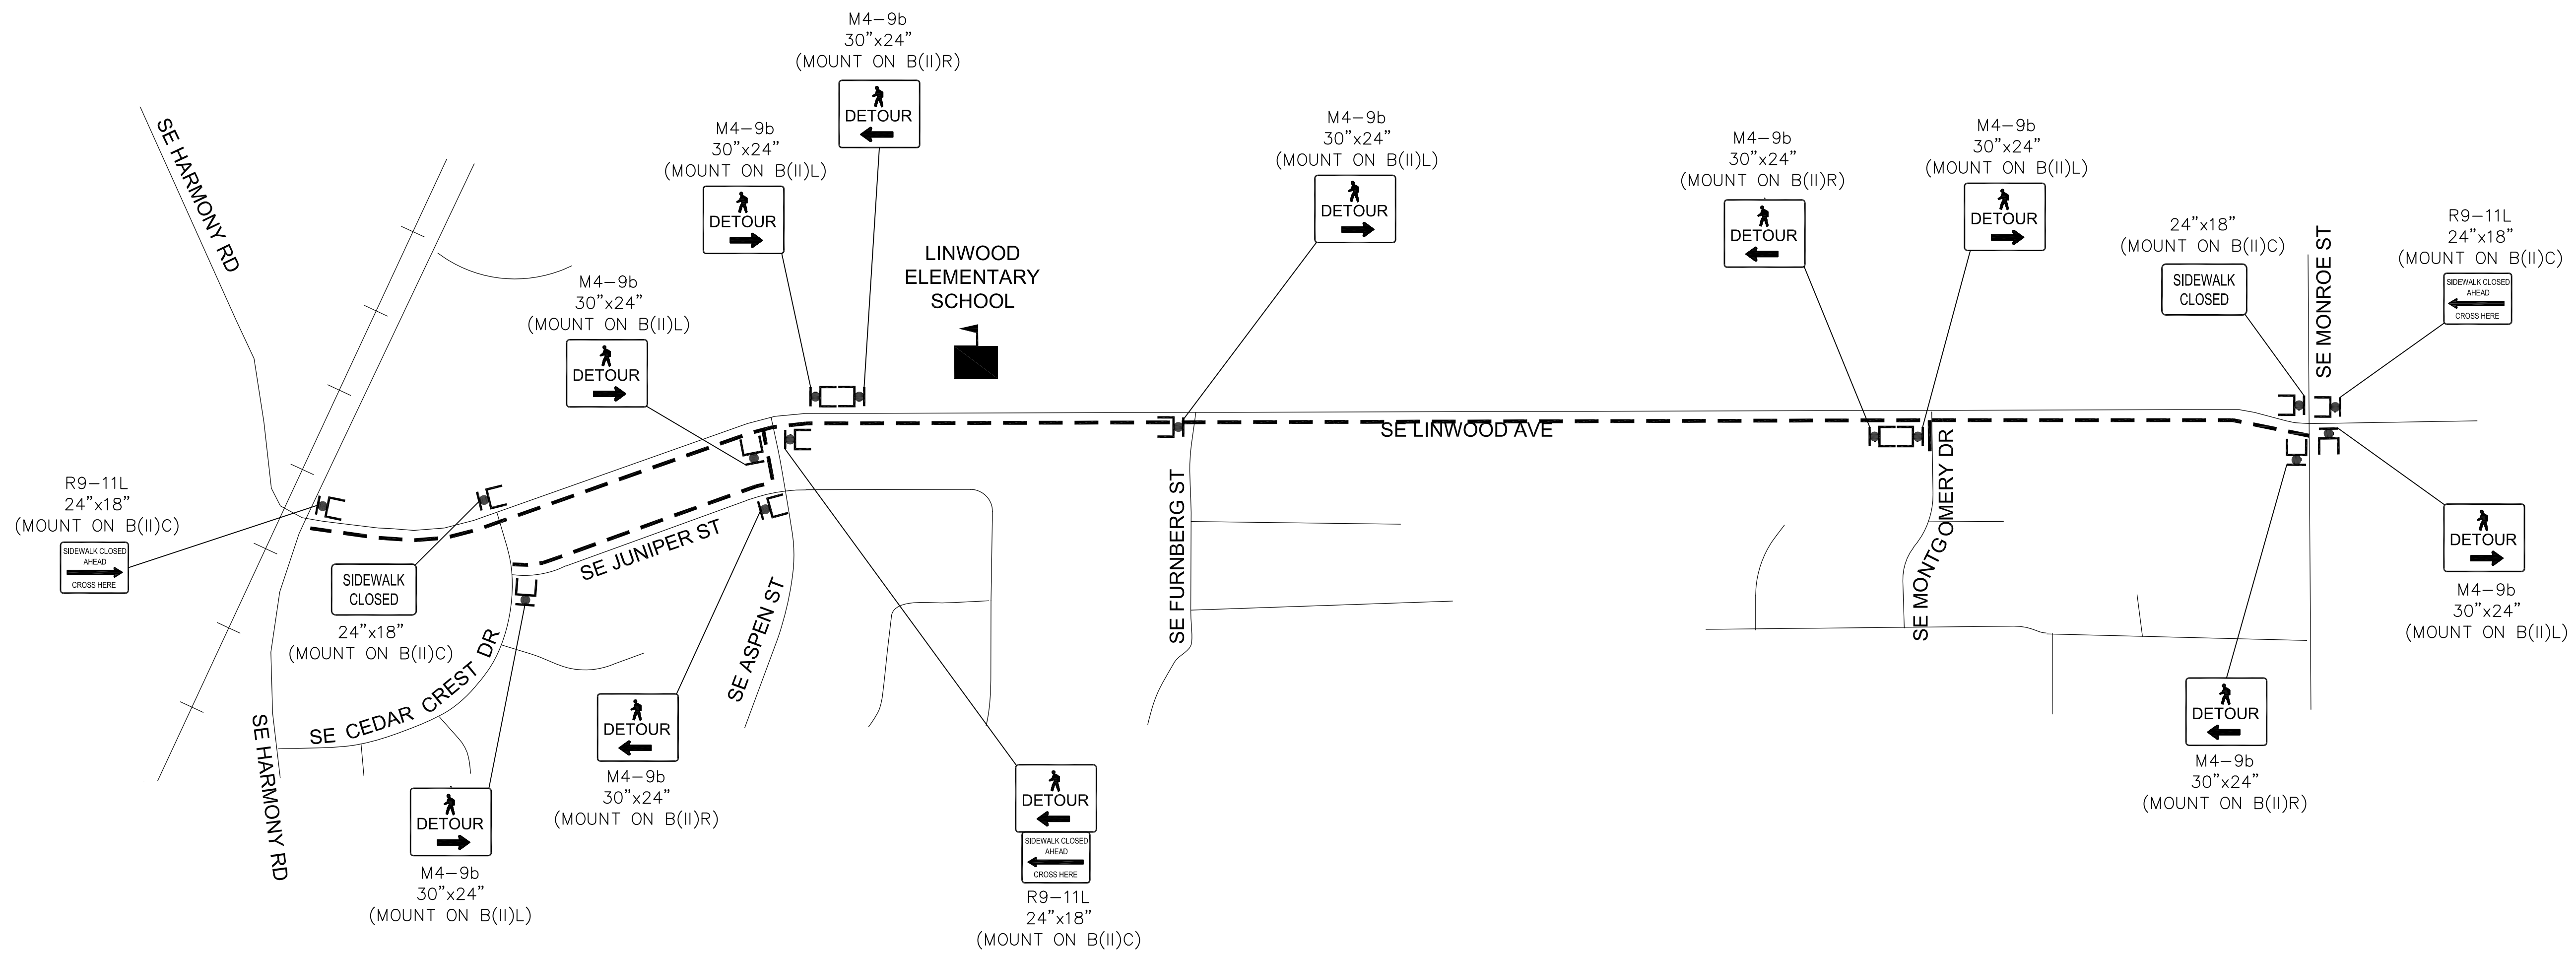 M4-9b
30"x24"
(MOUNT ON B(II)R)
DETOUR
M4-9b
30"x24"
(MOUNT ON B(II)L)
DETOUR
M4-9b
30"x24"
(MOUNT ON B(II)L)
DETOUR
LINWOOD
ELEMENTARY
SCHOOL
M4-9b
30"x24"
(MOUNT ON B(II)L)
DETOUR
M4-9b
30"x24"
(MOUNT ON B(II)R)
DETOUR
M4-9b
30"x24"
(MOUNT ON B(II)L)
DETOUR
24"x18"
(MOUNT ON B(II)C)
SIDEWALK
CLOSED
SE MONROE ST
R9-11L
24"x18"
(MOUNT ON B(II)C)
SIDEWALK CLOSED
AHEAD
CROSS HERE
SE HARMONY RD
SE LINWOOD AVE
R9-11L
24"x18"
(MOUNT ON B(II)C)
SIDEWALK CLOSED
AHEAD
CROSS HERE
SIDEWALK
CLOSED
24"x18"
(MOUNT ON B(II)C)
SE JUNIPER ST
SE ASPEN ST
SE FURNBERG ST
SE MONTGOMERY DR
DETOUR
M4-9b
30"x24"
(MOUNT ON B(II)L)
SE CEDAR CREST DR
SE HARMONY RD
DETOUR
M4-9b
30"x24"
(MOUNT ON B(II)R)
DETOUR
M4-9b
30"x24"
(MOUNT ON B(II)L)
DETOUR
SIDEWALK CLOSED
AHEAD
CROSS HERE
R9-11L
24"x18"
(MOUNT ON B(II)C)
DETOUR
M4-9b
30"x24"
(MOUNT ON B(II)R)